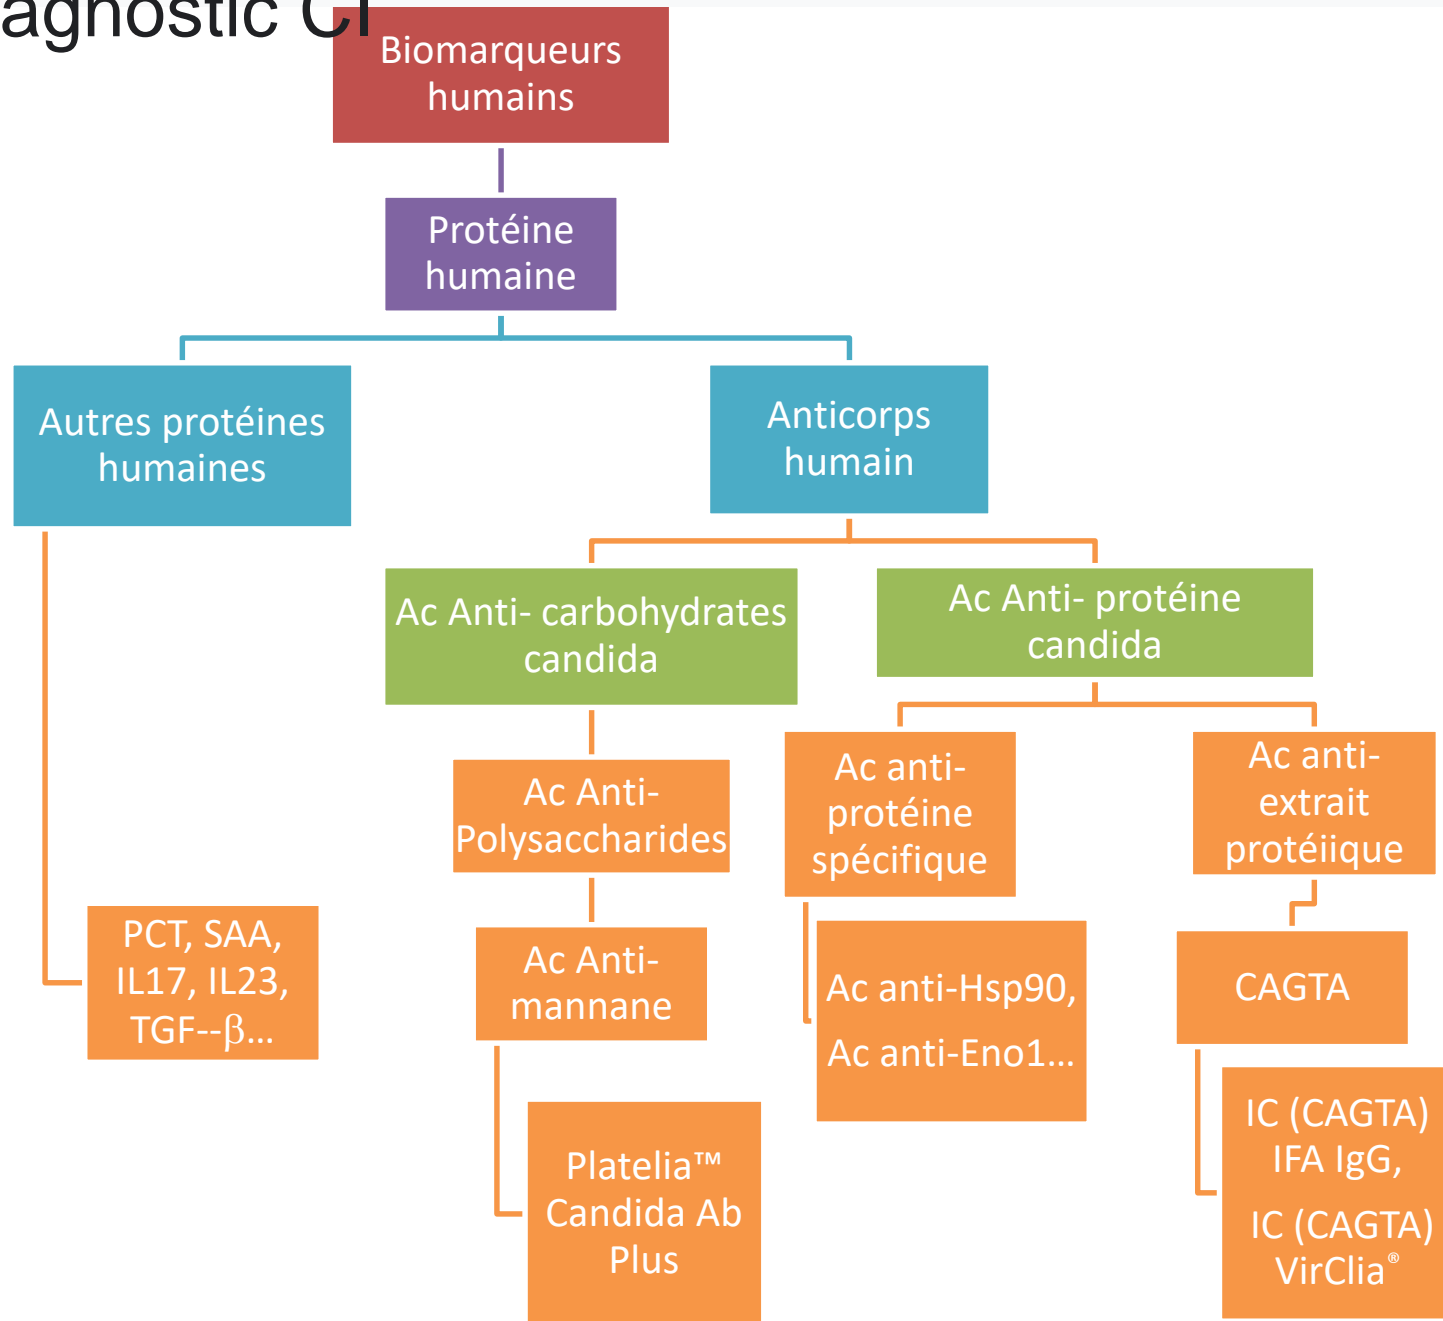 agnostic CI
Biomarqueurs
humains
Protéine
humaine
Autres protéines
humaines
Anticorps
humain
Ac Anti- carbohydrates
candida
Ac Anti- protéine
candida
Ac Anti-
Polysaccharides
Ac anti-
protéine
spécifique
Ac anti-
extrait
protéiique
PCT, SAA,
IL17, IL23,
TGF--β...
Ac Anti-
mannane
Ac anti-Hsp90,
Ac anti-Eno1...
CAGTA
Platelia™
Candida Ab
Plus
IC (CAGTA)
IFA IgG,
IC (CAGTA)
VirClia®